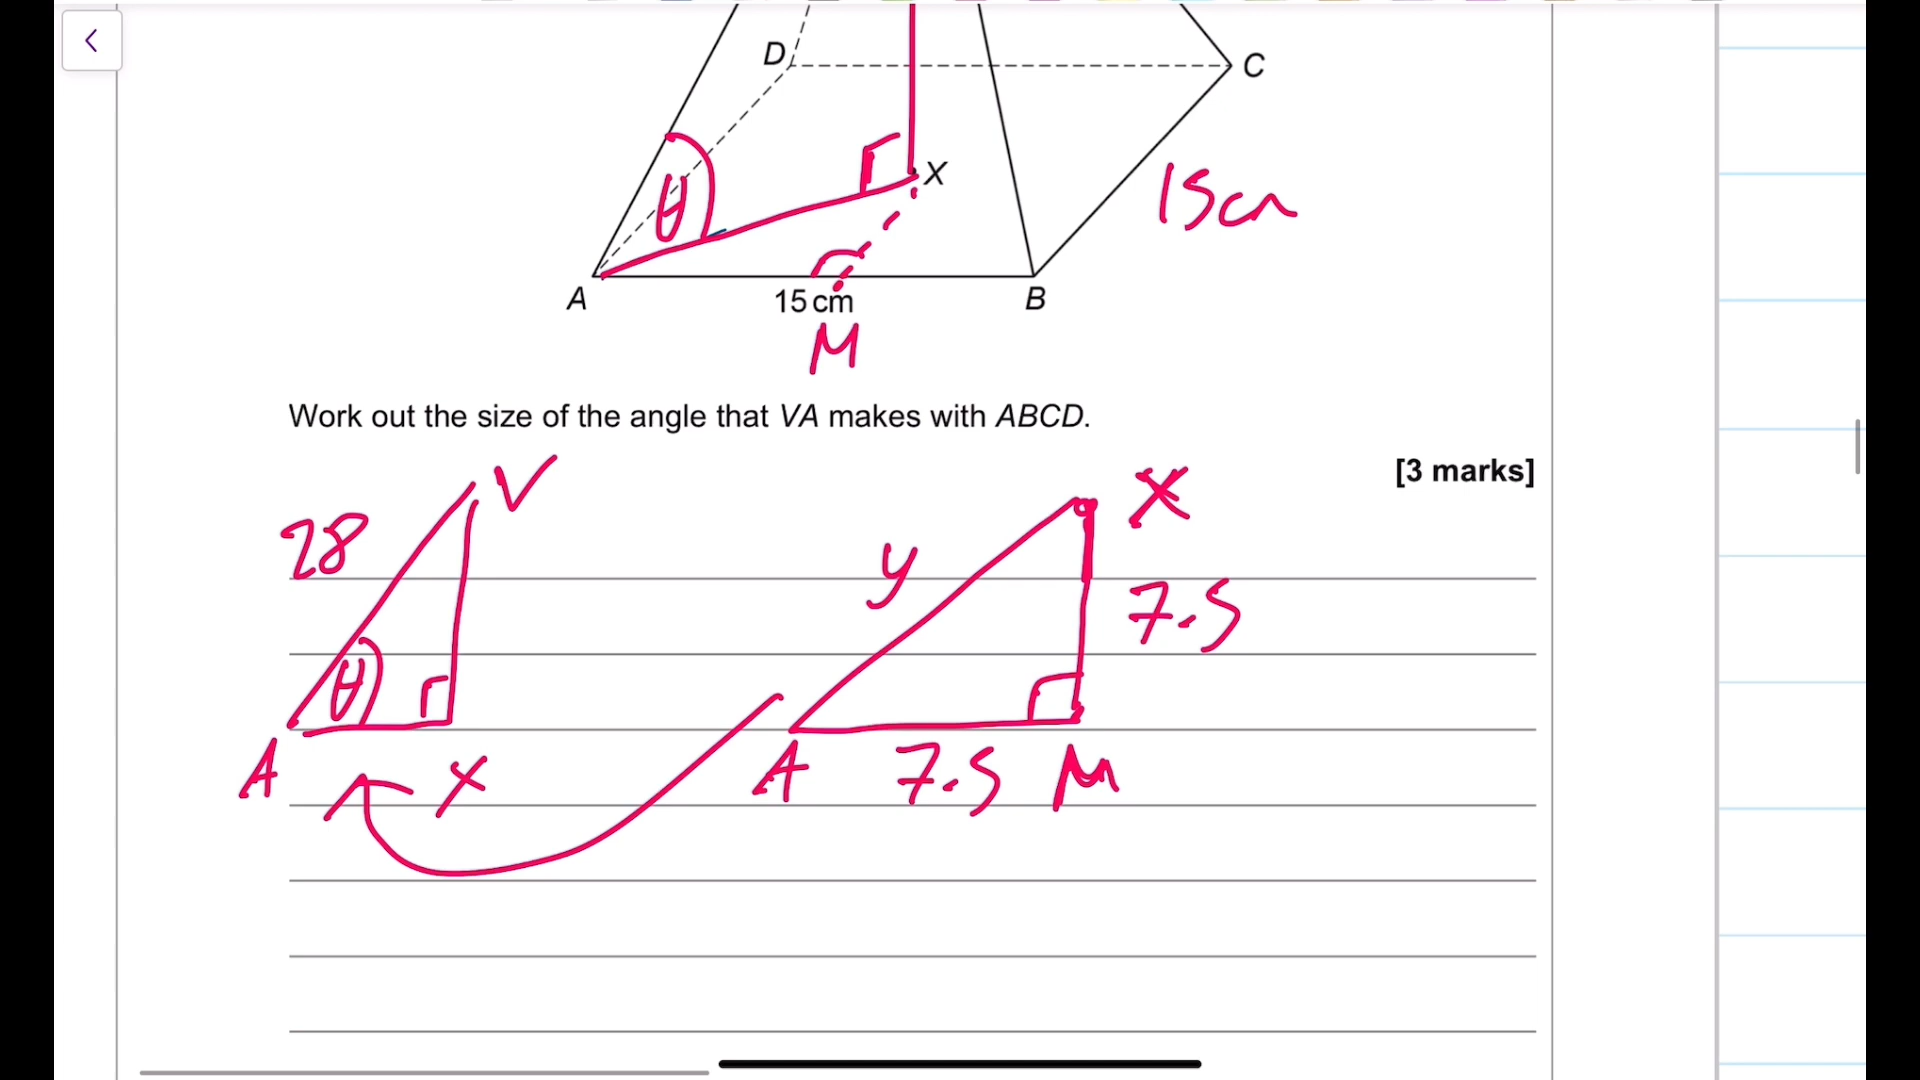 D
C
θ
X
15cm
A
15 cm
B
M
Work out the size of the angle that VA makes with ABCD.
[3 marks]
V
X
28
y
7.5
θ
A
X
A
7.5
M